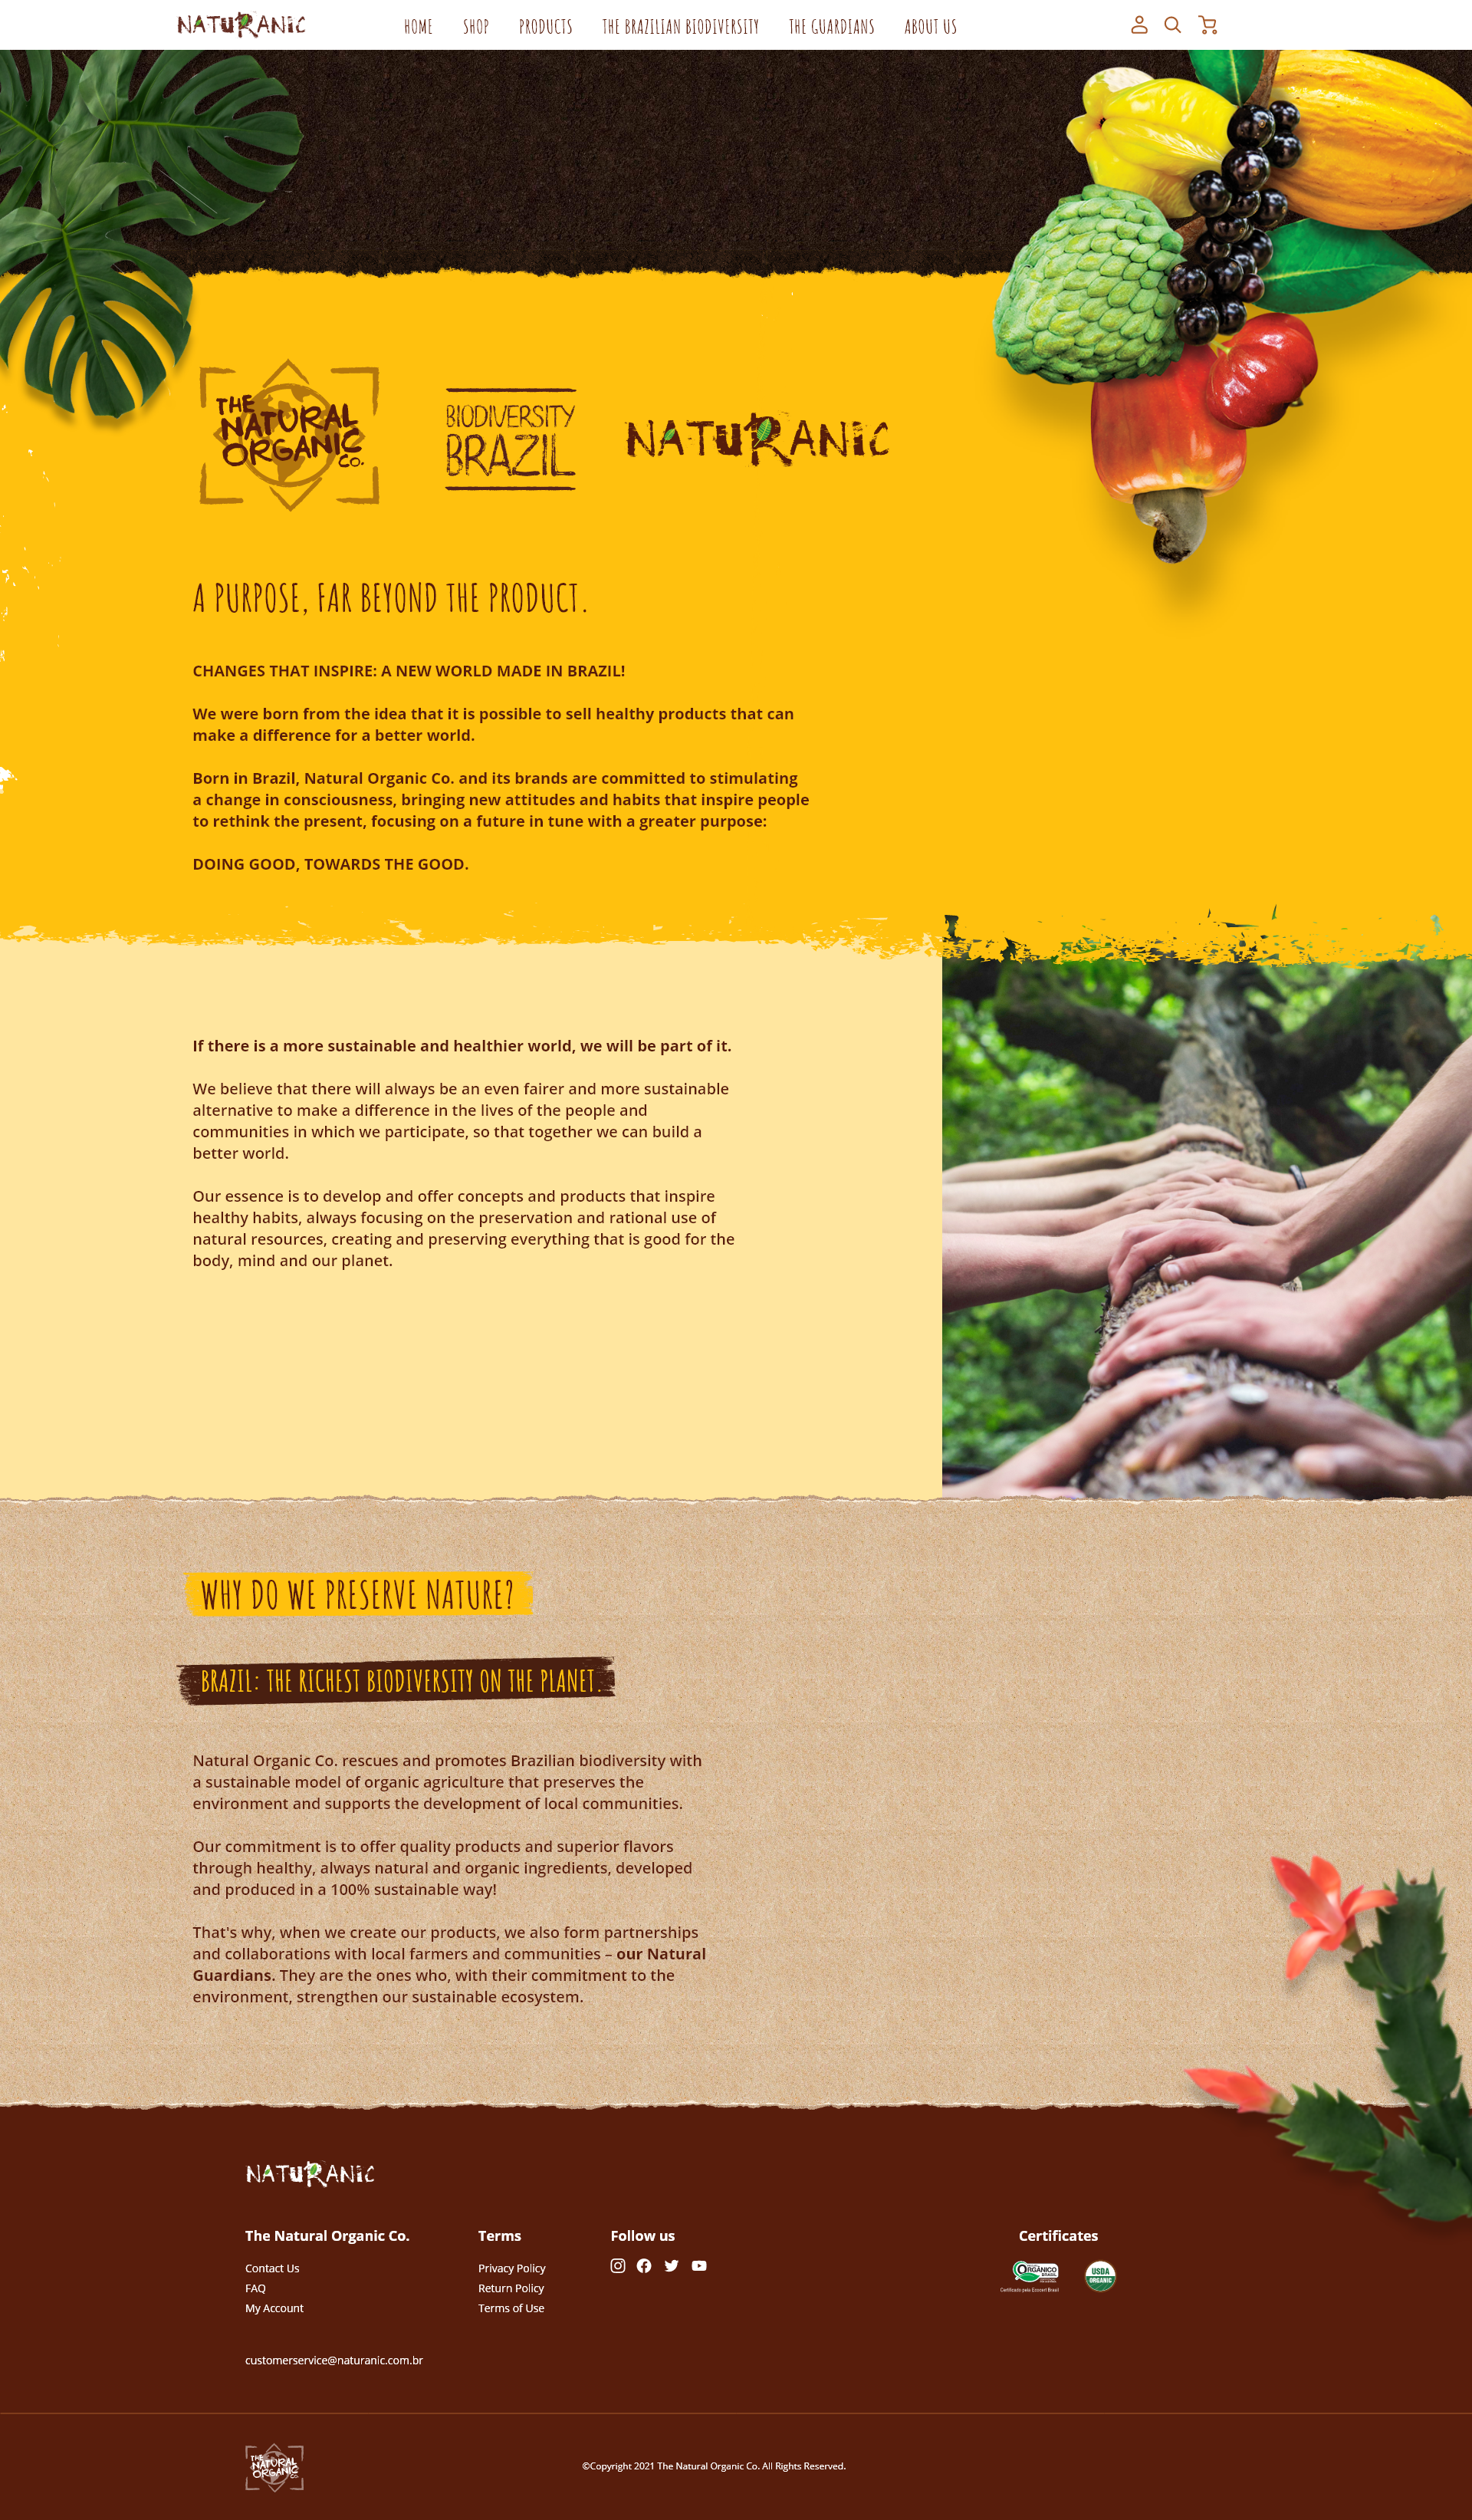 NATURANIC
HOME SHOP PRODUCTS THE BRAZILIAN BIODIVERSITY THE GUARDIANS ABOUT US
THE
NATURAL
ORGANIC
CO.
BIODIVERSITY
BRAZIL
NATURANIC
A PURPOSE, FAR BEYOND THE PRODUCT.
CHANGES THAT INSPIRE: A NEW WORLD MADE IN BRAZIL!
We were born from the idea that it is possible to sell healthy products that can
make a difference for a better world.
Born in Brazil, Natural Organic Co. and its brands are committed to stimulating
a change in consciousness, bringing new attitudes and habits that inspire people
to rethink the present, focusing on a future in tune with a greater purpose:
DOING GOOD, TOWARDS THE GOOD.
If there is a more sustainable and healthier world, we will be part of it.
We believe that there will always be an even fairer and more sustainable
alternative to make a difference in the lives of the people and
communities in which we participate, so that together we can build a
better world.
Our essence is to develop and offer concepts and products that inspire
healthy habits, always focusing on the preservation and rational use of
natural resources, creating and preserving everything that is good for the
body, mind and our planet.
WHY DO WE PRESERVE NATURE?
BRAZIL: THE RICHEST BIODIVERSITY ON THE PLANET.
Natural Organic Co. rescues and promotes Brazilian biodiversity with
a sustainable model of organic agriculture that preserves the
environment and supports the development of local communities.
Our commitment is to offer quality products and superior flavors
through healthy, always natural and organic ingredients, developed
and produced in a 100% sustainable way!
That's why, when we create our products, we also form partnerships
and collaborations with local farmers and communities – our Natural
Guardians. They are the ones who, with their commitment to the
environment, strengthen our sustainable ecosystem.
NATURANIC
The Natural Organic Co. Terms Follow us Certificates
Contact Us Privacy Policy
FAQ Return Policy
My Account Terms of Use
ORGÂNICO
BRASIL
Certificado pela Ecocert Brasil
USDA
ORGANIC
customerservice@naturanic.com.br
THE
NATURAL
ORGANIC
CO.
©Copyright 2021 The Natural Organic Co. All Rights Reserved.